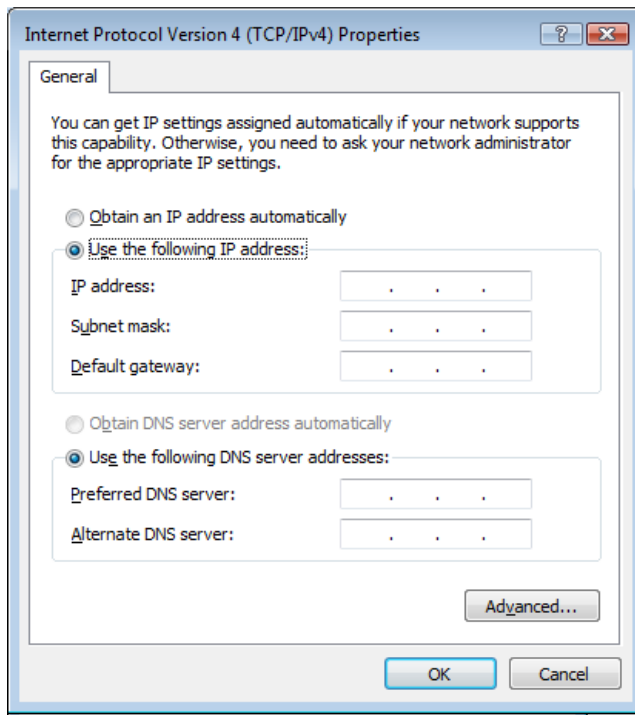 Internet Protocol Version 4 (TCP/IPv4) Properties
General
You can get IP settings assigned automatically if your network supports
this capability. Otherwise, you need to ask your network administrator
for the appropriate IP settings.
Obtain an IP address automatically
Use the following IP address:
IP address: . . .
Subnet mask: . . .
Default gateway: . . .
Obtain DNS server address automatically
Use the following DNS server addresses:
Preferred DNS server: . . .
Alternate DNS server: . . .
Advanced...
OK Cancel